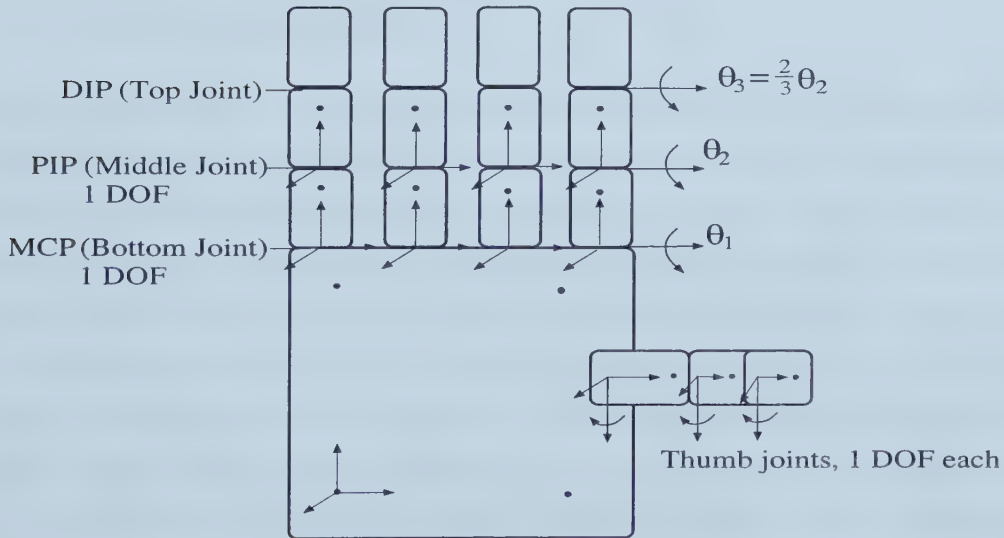 DIP (Top Joint)
θ₃ = 2/3 θ₂
PIP (Middle Joint)
1 DOF
θ₂
MCP (Bottom Joint)
1 DOF
θ₁
Thumb joints, 1 DOF each